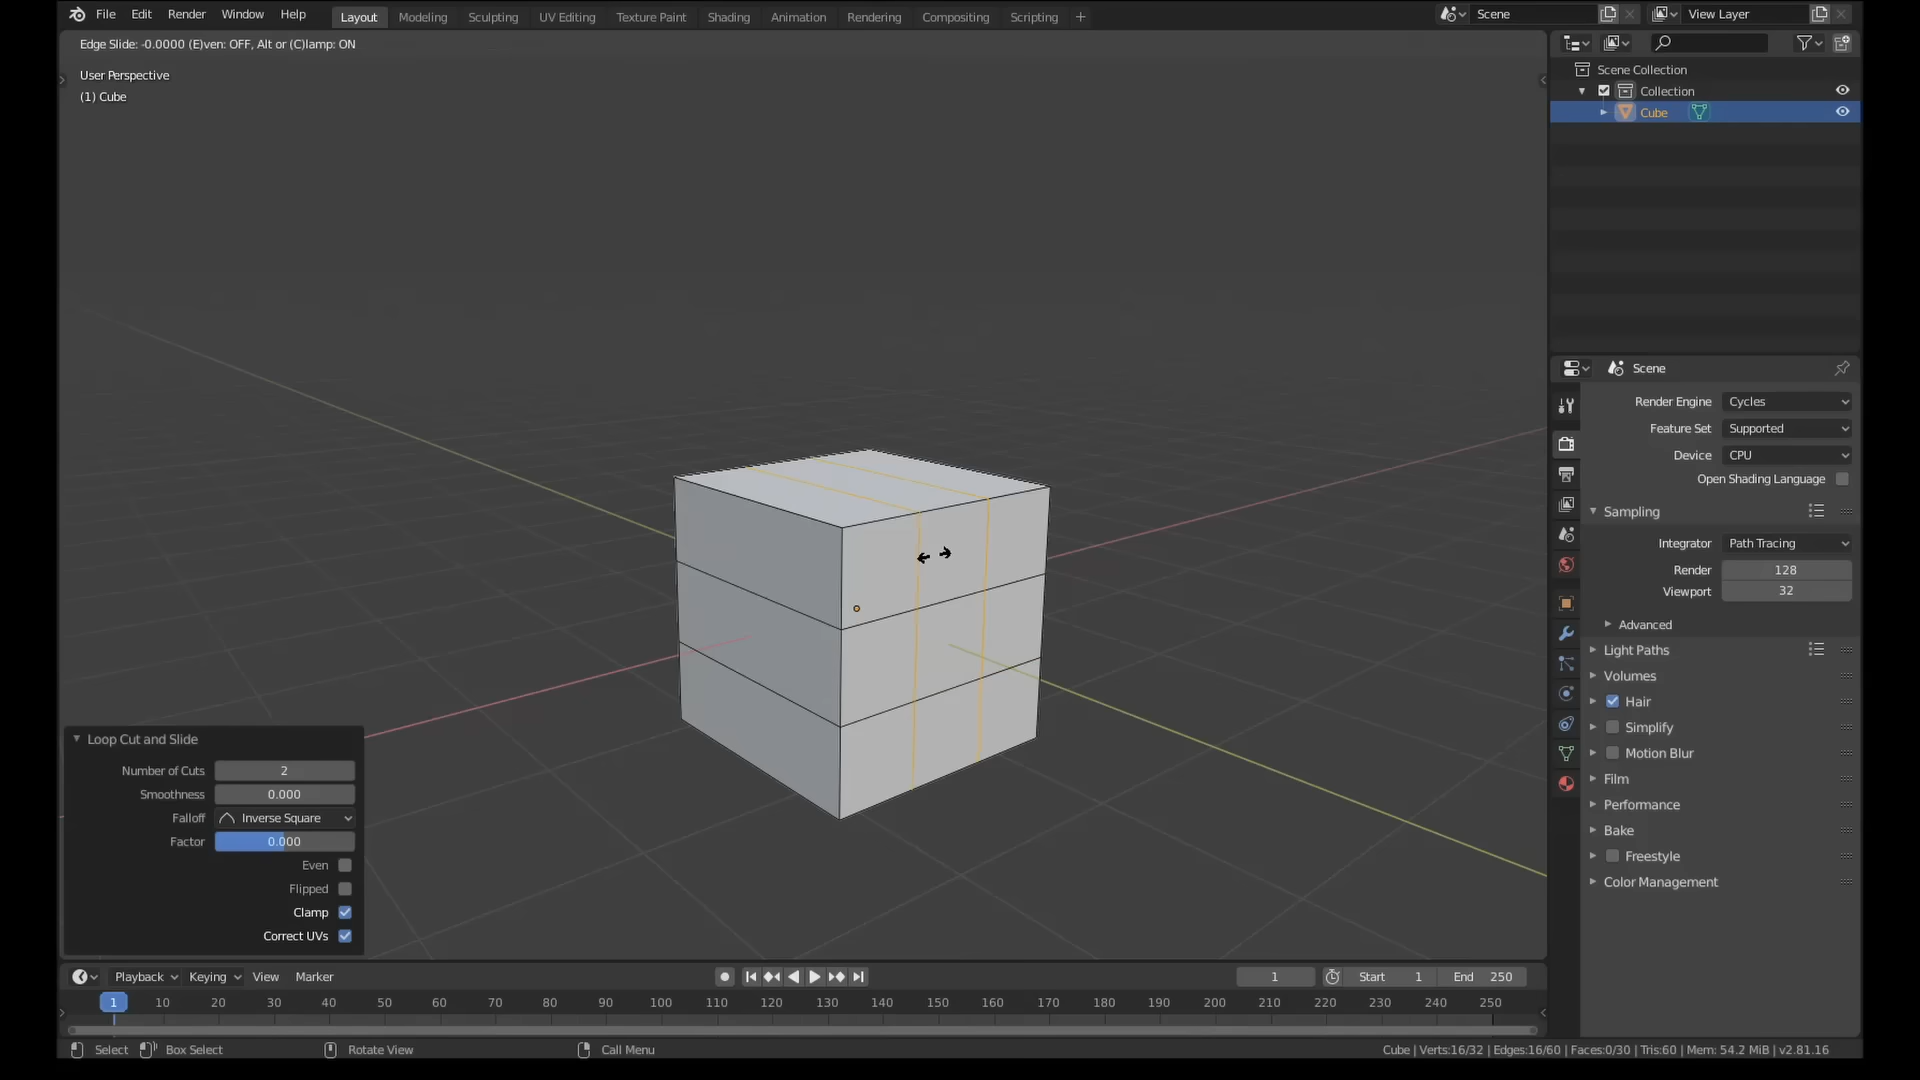 File Edit Render Window Help Layout Modeling Sculpting UV Editing Texture Paint Shading Animation Rendering Compositing Scripting + Scene View Layer
Edge Slide: -0.0000 (E)ven: OFF, Alt or (C)lamp: ON
User Perspective
(1) Cube
Scene Collection
Collection
Cube
Scene
Render Engine Cycles
Feature Set Supported
Device CPU
Open Shading Language
Sampling
Integrator Path Tracing
Render 128
Viewport 32
Advanced
Light Paths
Volumes
Hair
Simplify
Motion Blur
Film
Performance
Bake
Freestyle
Color Management
Loop Cut and Slide
Number of Cuts 2
Smoothness 0.000
Falloff Inverse Square
Factor 0.000
Even
Flipped
Clamp
Correct UVs
Playback Keying View Marker 1 Start 1 End 250
1 10 20 30 40 50 60 70 80 90 100 110 120 130 140 150 160 170 180 190 200 210 220 230 240 250
Select Box Select Rotate View Call Menu Cube | Verts:16/32 | Edges:16/60 | Faces:0/30 | Tris:60 | Mem: 54.2 MiB | v2.81.16